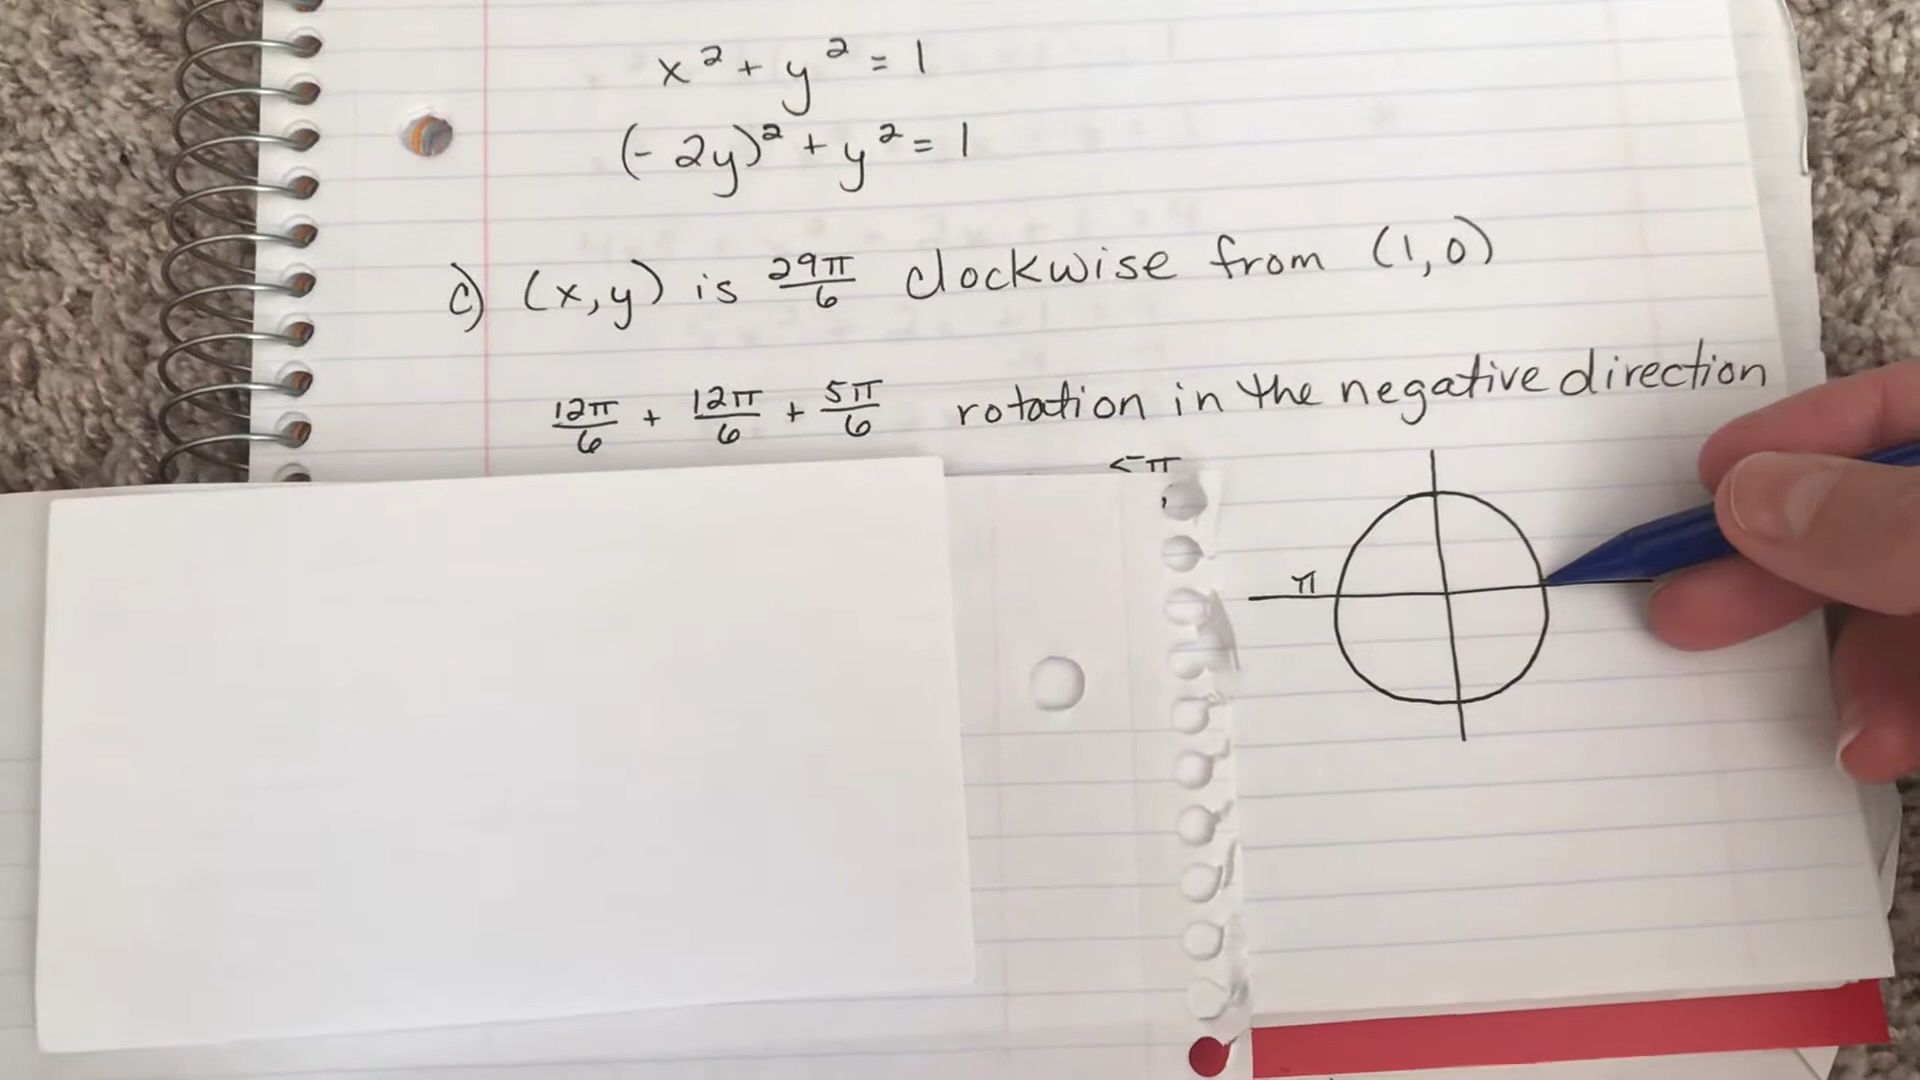 x² + y² = 1
(-2y)² + y² = 1
c) (x,y) is 29π/6 clockwise from (1,0)
12π/6 + 12π/6 + 5π/6 rotation in the negative direction
<-π
π